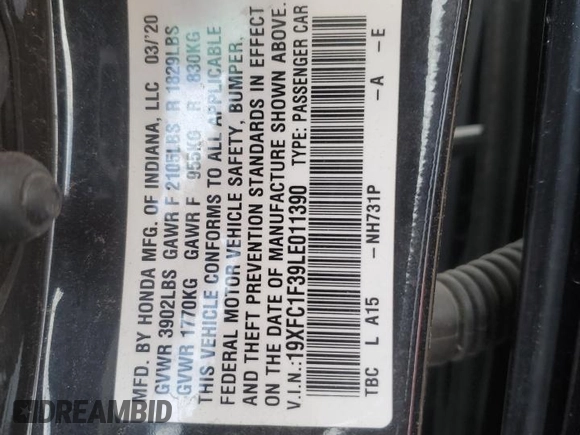 MFD. BY HONDA MFG. OF INDIANA, LLC 03/'20
GVWR 3902LBS GAWR F 2105LBS R 1829LBS
GVWR 1770KG GAWR F 955KG R 830KG
THIS VEHICLE CONFORMS TO ALL APPLICABLE
FEDERAL MOTOR VEHICLE SAFETY, BUMPER,
AND THEFT PREVENTION STANDARDS IN EFFECT
ON THE DATE OF MANUFACTURE SHOWN ABOVE.
V.I.N.:19XFC1F39LE011390 TYPE: PASSENGER CAR
TBC L A15 -NH731P -A -E
IDREAMBID